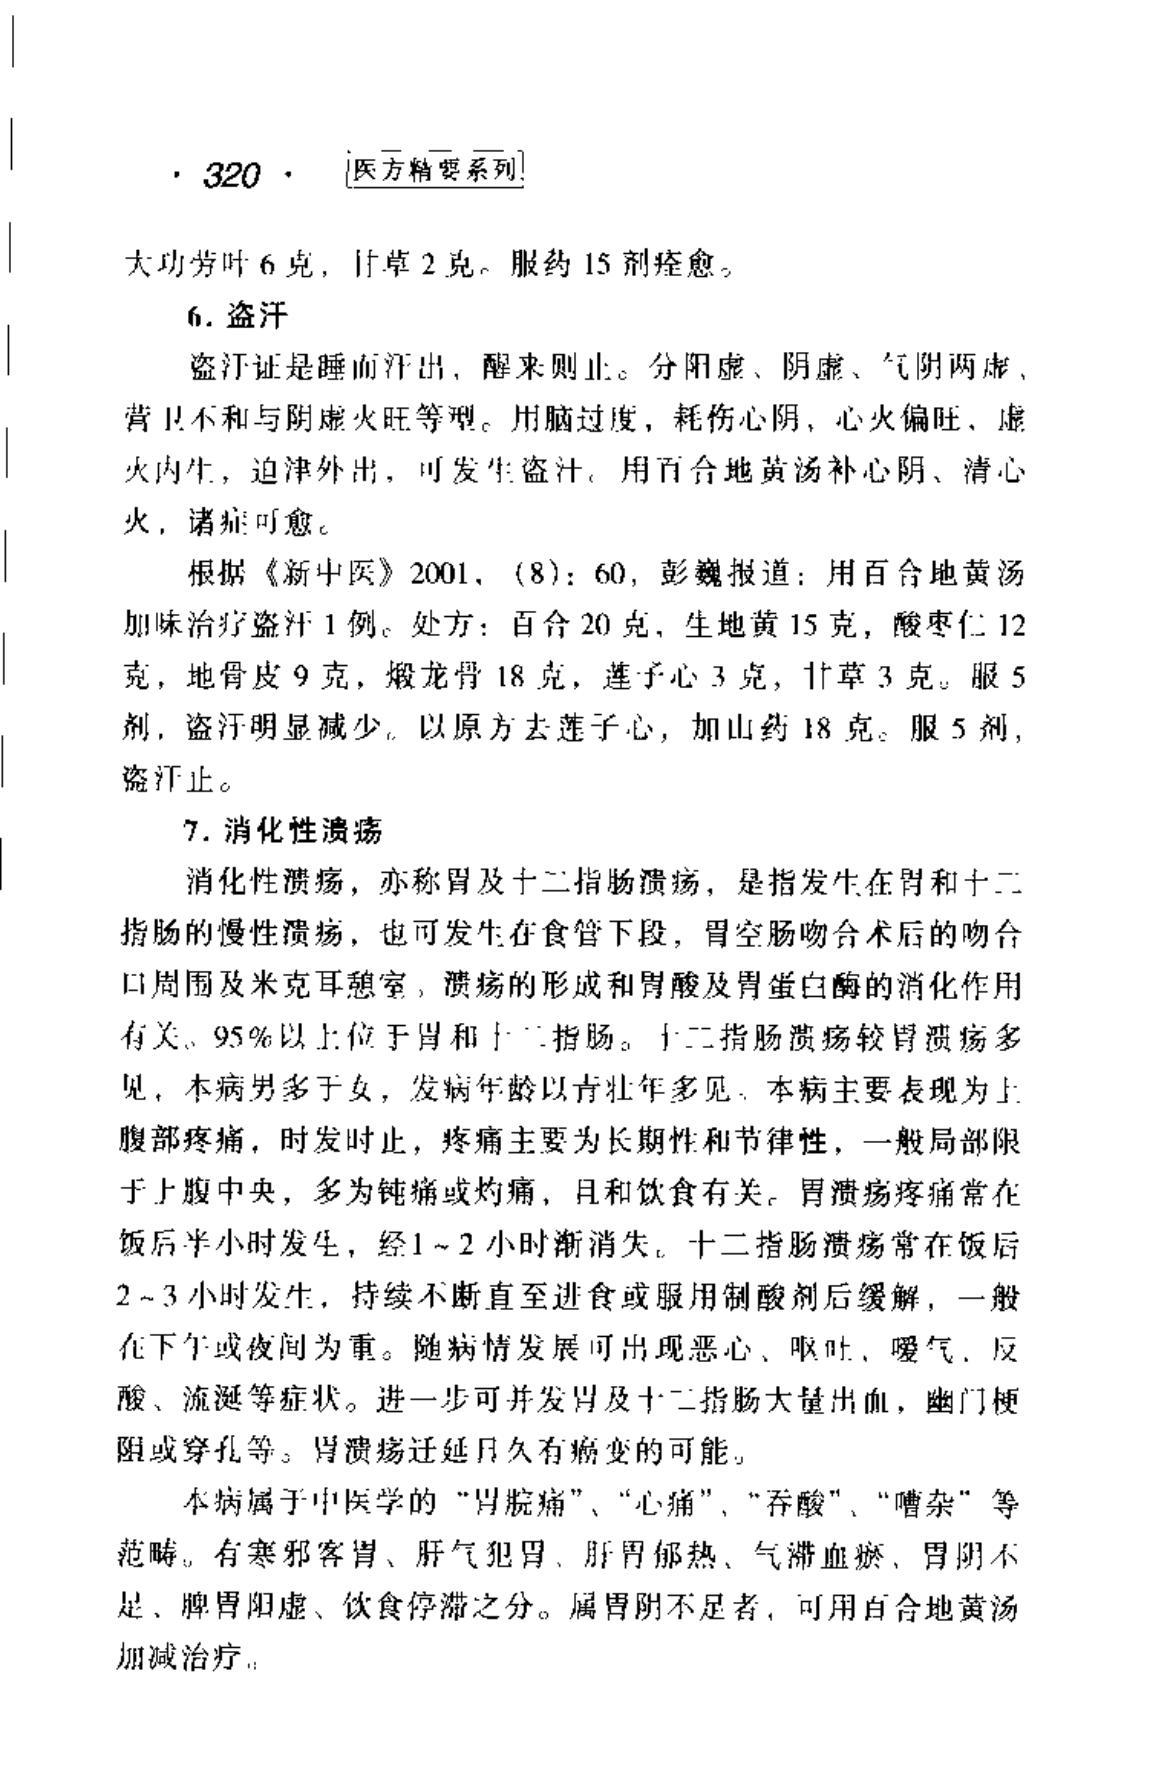 · 320 · 医方精要系列
大功劳叶 6 克，甘草 2 克。服药 15 剂痊愈。
6. 盗汗
盗汗证是睡而汗出，醒来则止。分阳虚、阴虚、气阴两虚、
营卫不和与阴虚火旺等型。用脑过度，耗伤心阴，心火偏旺，虚
火内生，迫津外出，可发生盗汗。用百合地黄汤补心阴、清心
火，诸症可愈。
根据《新中医》2001，（8）：60，彭巍报道：用百合地黄汤
加味治疗盗汗 1 例。处方：百合 20 克，生地黄 15 克，酸枣仁 12
克，地骨皮 9 克，煅龙骨 18 克，莲子心 3 克，甘草 3 克。服 5
剂，盗汗明显减少。以原方去莲子心，加山药 18 克。服 5 剂，
盗汗止。
7. 消化性溃疡
消化性溃疡，亦称胃及十二指肠溃疡，是指发生在胃和十二
指肠的慢性溃疡，也可发生在食管下段，胃空肠吻合术后的吻合
口周围及米克耳憩室。溃疡的形成和胃酸及胃蛋白酶的消化作用
有关。95%以上位于胃和十二指肠。十二指肠溃疡较胃溃疡多
见，本病男多于女，发病年龄以青壮年多见。本病主要表现为上
腹部疼痛，时发时止，疼痛主要为长期性和节律性，一般局部限
于上腹中央，多为钝痛或灼痛，且和饮食有关。胃溃疡疼痛常在
饭后半小时发生，经1~2 小时渐消失。十二指肠溃疡常在饭后
2~3 小时发生，持续不断直至进食或服用制酸剂后缓解，一般
在下午或夜间为重。随病情发展可出现恶心、呕吐、嗳气、反
酸、流涎等症状。进一步可并发胃及十二指肠大量出血，幽门梗
阻或穿孔等。胃溃疡迁延日久有癌变的可能。
本病属于中医学的“胃脘痛”、“心痛”、“吞酸”、“嘈杂”等
范畴。有寒邪客胃、肝气犯胃、肝胃郁热、气滞血瘀、胃阴不
足、脾胃阳虚、饮食停滞之分。属胃阴不足者，可用百合地黄汤
加减治疗。